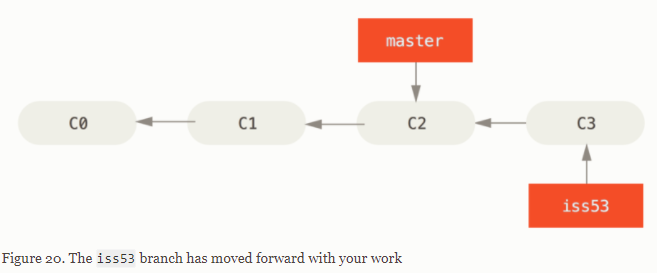 master
C0 C1 C2 C3
iss53
Figure 20. The iss53 branch has moved forward with your work